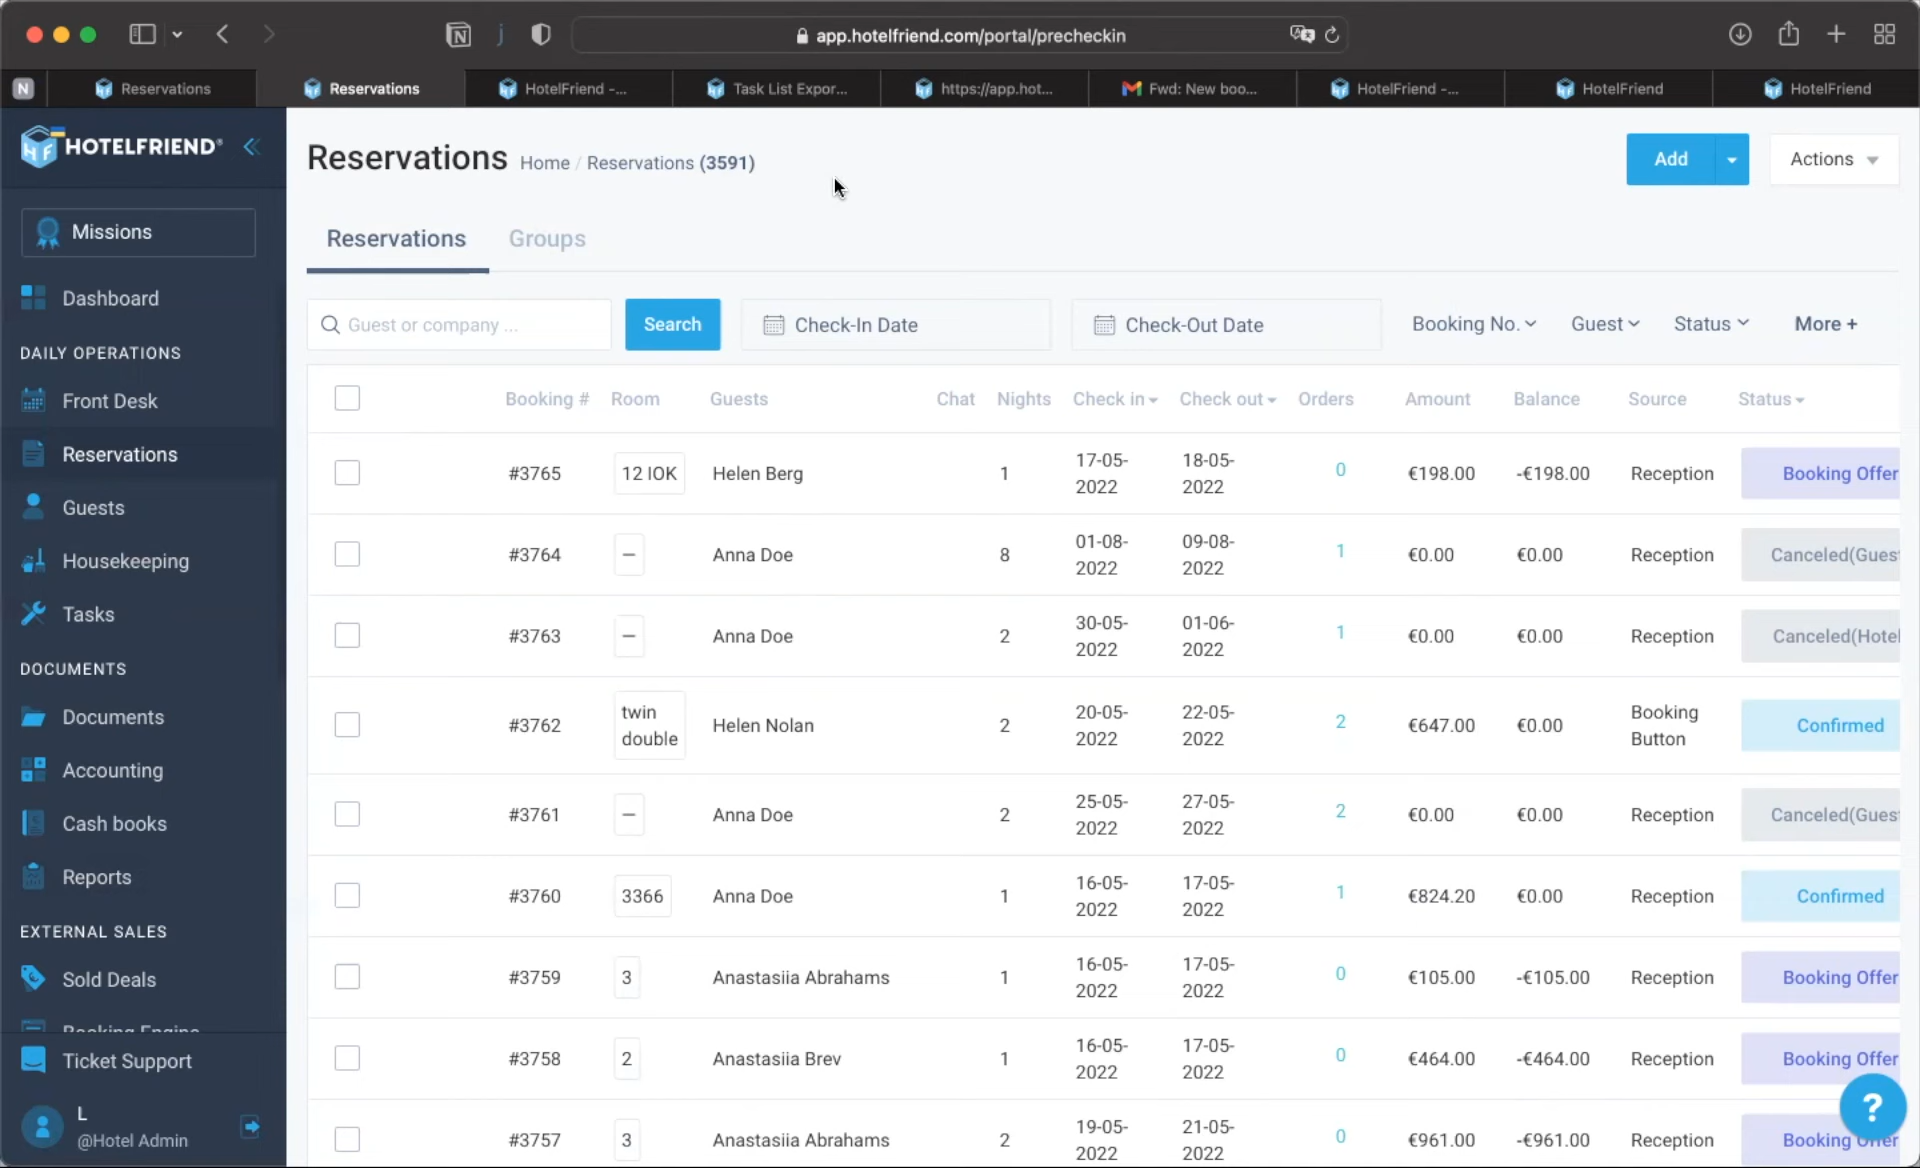 app.hotelfriend.com/portal/precheckin
N
Reservations
Reservations
HotelFriend -...
Task List Expor...
https://app.hot...
Fwd: New boo...
HotelFriend -...
HotelFriend
HotelFriend
HOTELFRIEND®
Missions
Dashboard
DAILY OPERATIONS
Front Desk
Reservations
Guests
Housekeeping
Tasks
DOCUMENTS
Documents
Accounting
Cash books
Reports
EXTERNAL SALES
Sold Deals
Booking Engine
Ticket Support
L
@Hotel Admin
Reservations Home / Reservations (3591)
Add
Actions
Reservations Groups
Guest or company ... Search Check-In Date Check-Out Date Booking No. Guest Status More +
Booking # Room Guests Chat Nights Check in Check out Orders Amount Balance Source Status
#3765 12 IOK Helen Berg 1 17-05-2022 18-05-2022 0 €198.00 -€198.00 Reception Booking Offer
#3764 – Anna Doe 8 01-08-2022 09-08-2022 1 €0.00 €0.00 Reception Canceled(Gues
#3763 – Anna Doe 2 30-05-2022 01-06-2022 1 €0.00 €0.00 Reception Canceled(Hotel
#3762 twin double Helen Nolan 2 20-05-2022 22-05-2022 2 €647.00 €0.00 Booking Button Confirmed
#3761 – Anna Doe 2 25-05-2022 27-05-2022 2 €0.00 €0.00 Reception Canceled(Gues
#3760 3366 Anna Doe 1 16-05-2022 17-05-2022 1 €824.20 €0.00 Reception Confirmed
#3759 3 Anastasiia Abrahams 1 16-05-2022 17-05-2022 0 €105.00 -€105.00 Reception Booking Offer
#3758 2 Anastasiia Brev 1 16-05-2022 17-05-2022 0 €464.00 -€464.00 Reception Booking Offer
#3757 3 Anastasiia Abrahams 2 19-05-2022 21-05-2022 0 €961.00 -€961.00 Reception Booking Offer
?